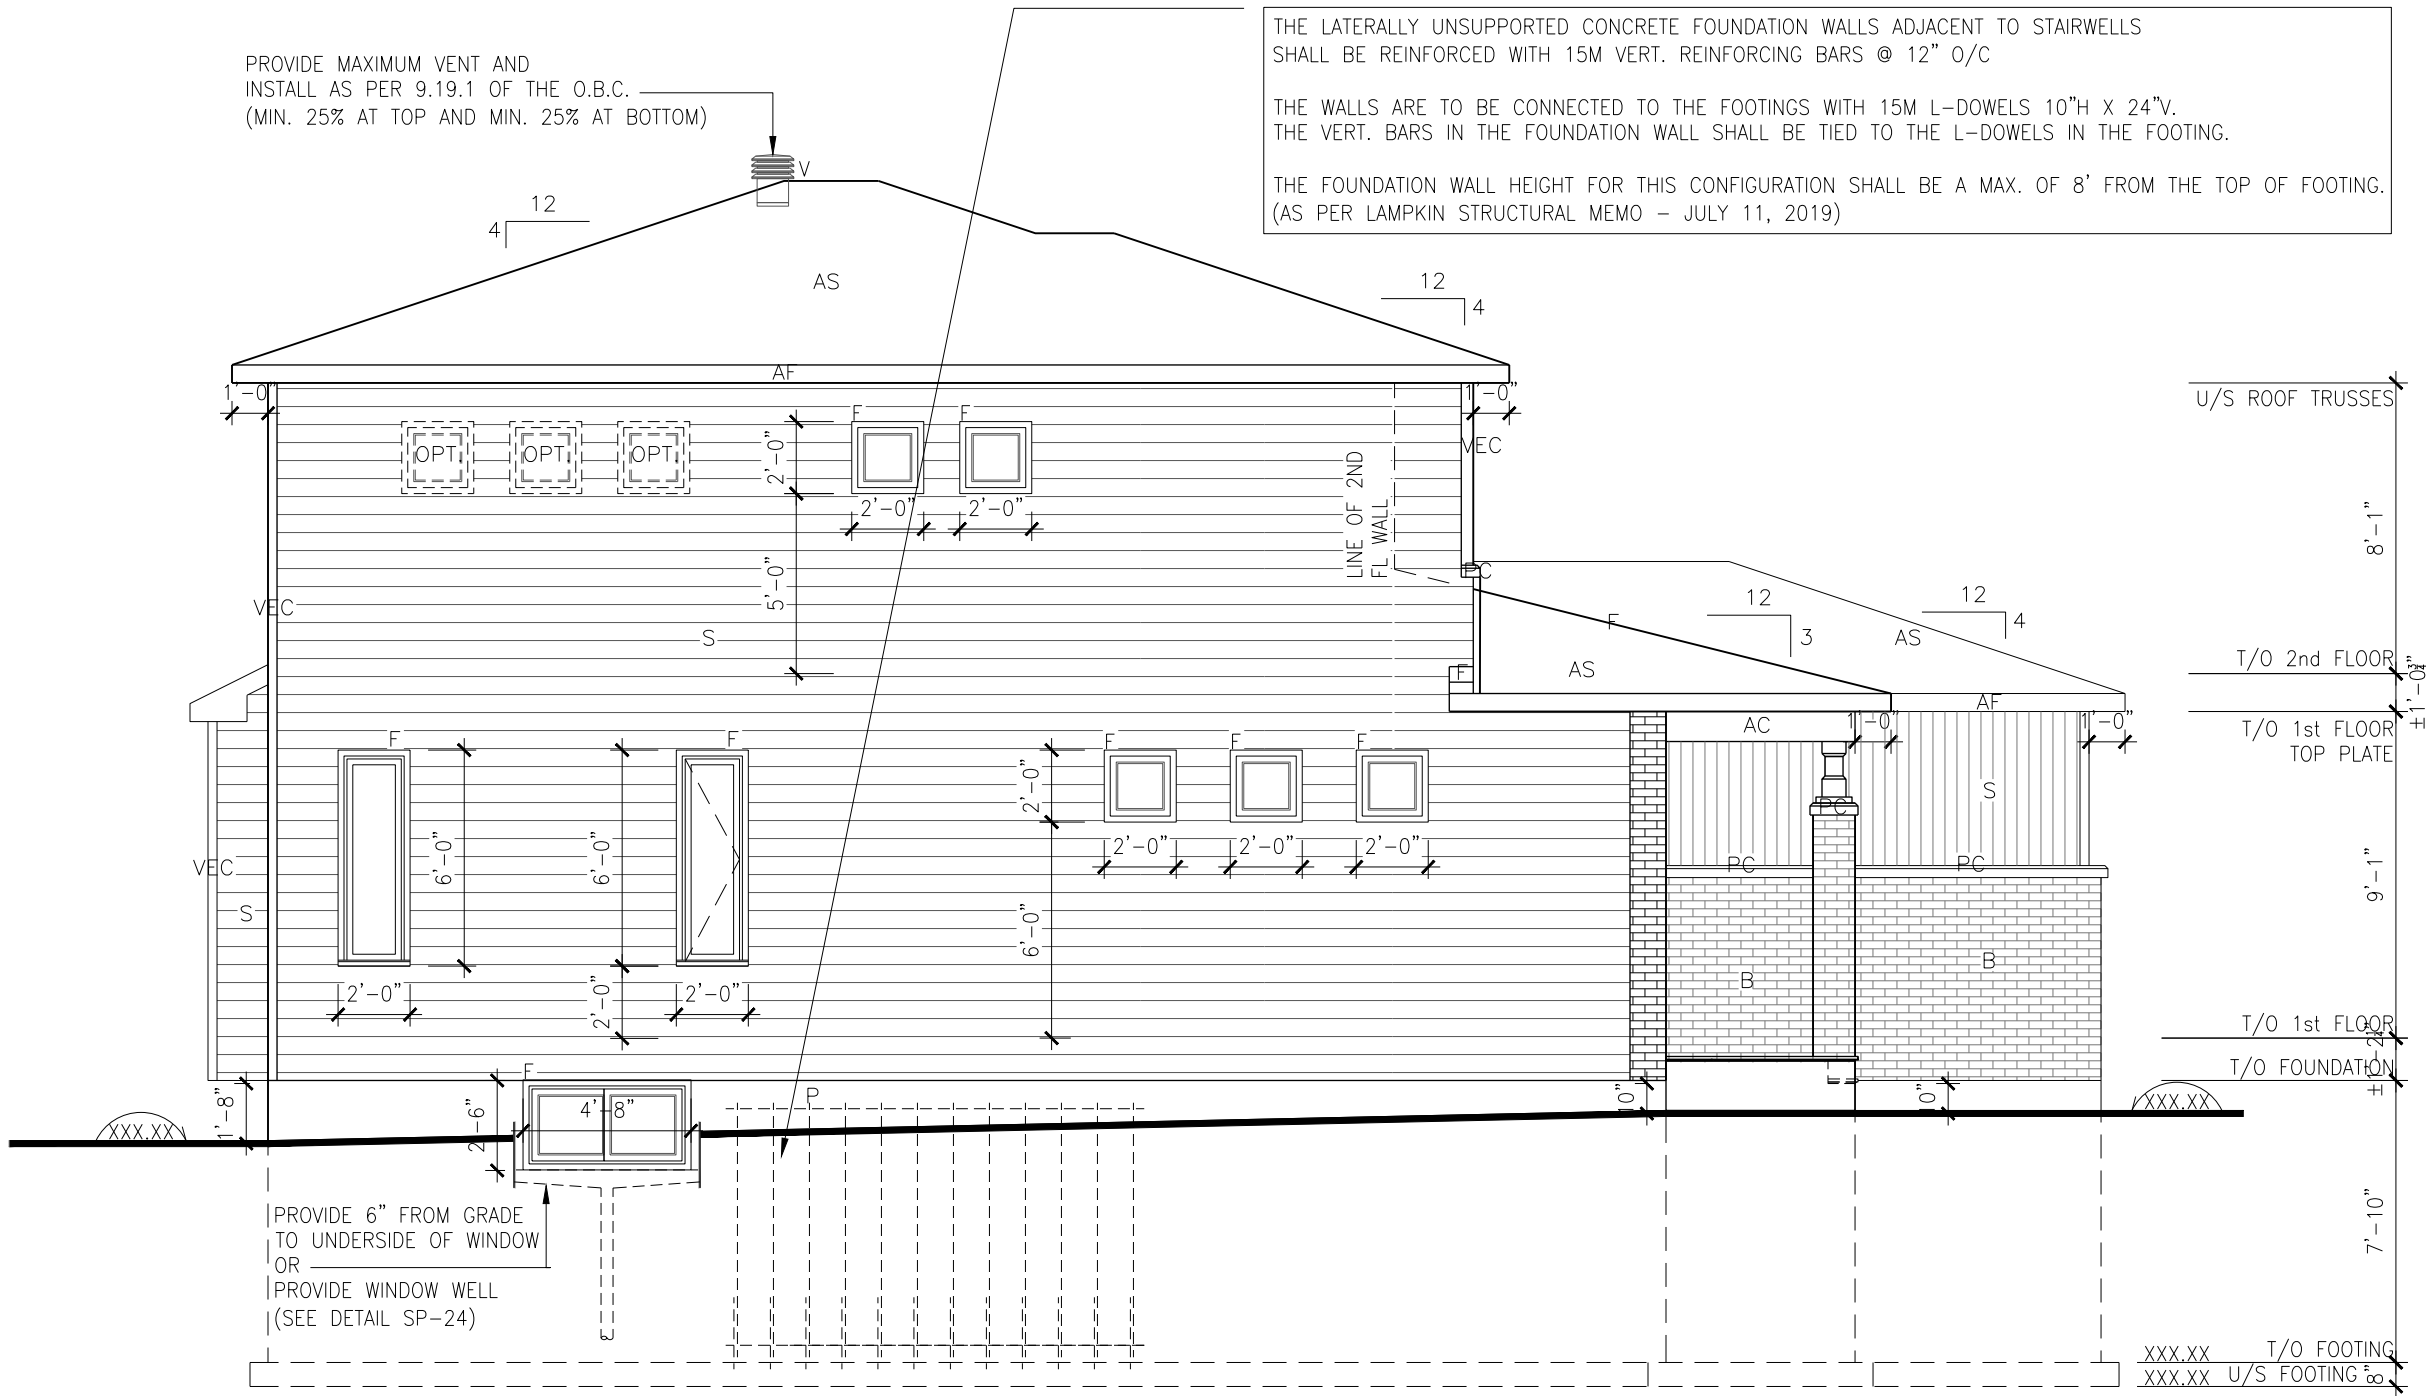 THE LATERALLY UNSUPPORTED CONCRETE FOUNDATION WALLS ADJACENT TO STAIRWELLS
SHALL BE REINFORCED WITH 15M VERT. REINFORCING BARS @ 12" O/C
THE WALLS ARE TO BE CONNECTED TO THE FOOTINGS WITH 15M L-DOWELS 10"H X 24"V.
THE VERT. BARS IN THE FOUNDATION WALL SHALL BE TIED TO THE L-DOWELS IN THE FOOTING.
THE FOUNDATION WALL HEIGHT FOR THIS CONFIGURATION SHALL BE A MAX. OF 8' FROM THE TOP OF FOOTING.
(AS PER LAMPKIN STRUCTURAL MEMO - JULY 11, 2019)
PROVIDE MAXIMUM VENT AND
INSTALL AS PER 9.19.1 OF THE O.B.C.
(MIN. 25% AT TOP AND MIN. 25% AT BOTTOM)
V
12
4
AS
12
4
AF
1'-0"
1'-0"
U/S ROOF TRUSSES
F
F
OPT.
OPT.
OPT.
2'-0"
VEC
2'-0"
2'-0"
LINE OF 2ND
FL WALL
8'-1"
5'-0"
PC
VEC
S
12
3
F
12
4
AS
AS
F
T/O 2nd FLOOR
±1'-0¾"
AF
AC
1'-0"
1'-0"
T/O 1st FLOOR
TOP PLATE
F
F
F
F
F
2'-0"
S
PC
6'-0"
6'-0"
2'-0"
2'-0"
2'-0"
VEC
PC
PC
9'-1"
S
6'-0"
B
B
2'-0"
2'-0"
2'-0"
T/O 1st FLOOR
T/O FOUNDATION
F
P
4'-8"
1'-8"
2'-6"
10"
10"
XXX.XX
XXX.XX
PROVIDE 6" FROM GRADE
TO UNDERSIDE OF WINDOW
OR
PROVIDE WINDOW WELL
(SEE DETAIL SP-24)
7'-10"
XXX.XX T/O FOOTING
XXX.XX U/S FOOTING
8"